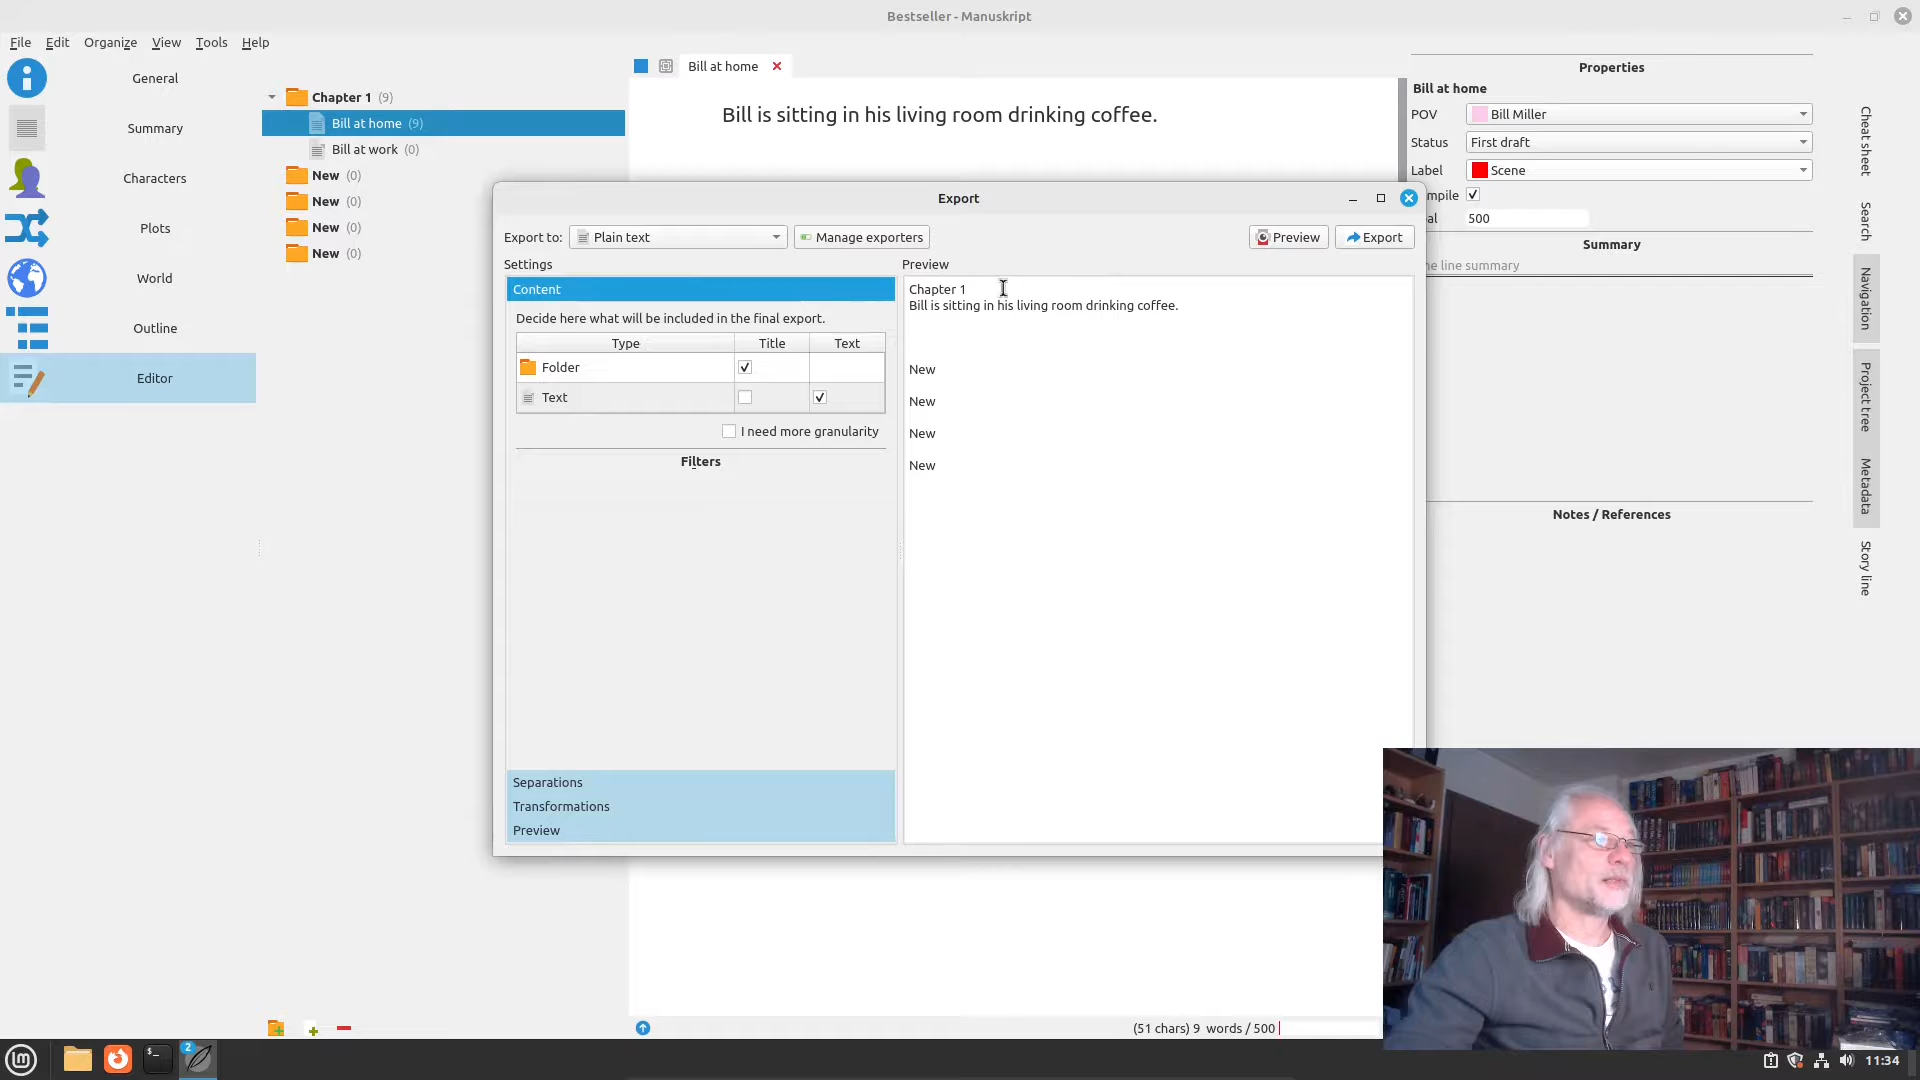 Bestseller - Manuskript
File Edit Organize View Tools Help
General
Summary
Characters
Plots
World
Outline
Editor
Chapter 1 (9)
Bill at home (9)
Bill at work (0)
New (0)
New (0)
New (0)
New (0)
Bill at home
Bill is sitting in his living room drinking coffee.
Properties
Bill at home
POV Bill Miller
Status First draft
Label Scene
mpile
al 500
Summary
ne line summary
Notes / References
Cheat sheet
Search
Navigation
Project tree
Metadata
Story line
Export
Export to: Plain text Manage exporters Preview Export
Settings
Content
Decide here what will be included in the final export.
Type Title Text
Folder
Text
I need more granularity
Filters
Separations
Transformations
Preview
Preview
Chapter 1
Bill is sitting in his living room drinking coffee.
New
New
New
New
(51 chars) 9 words / 500
2
11:34